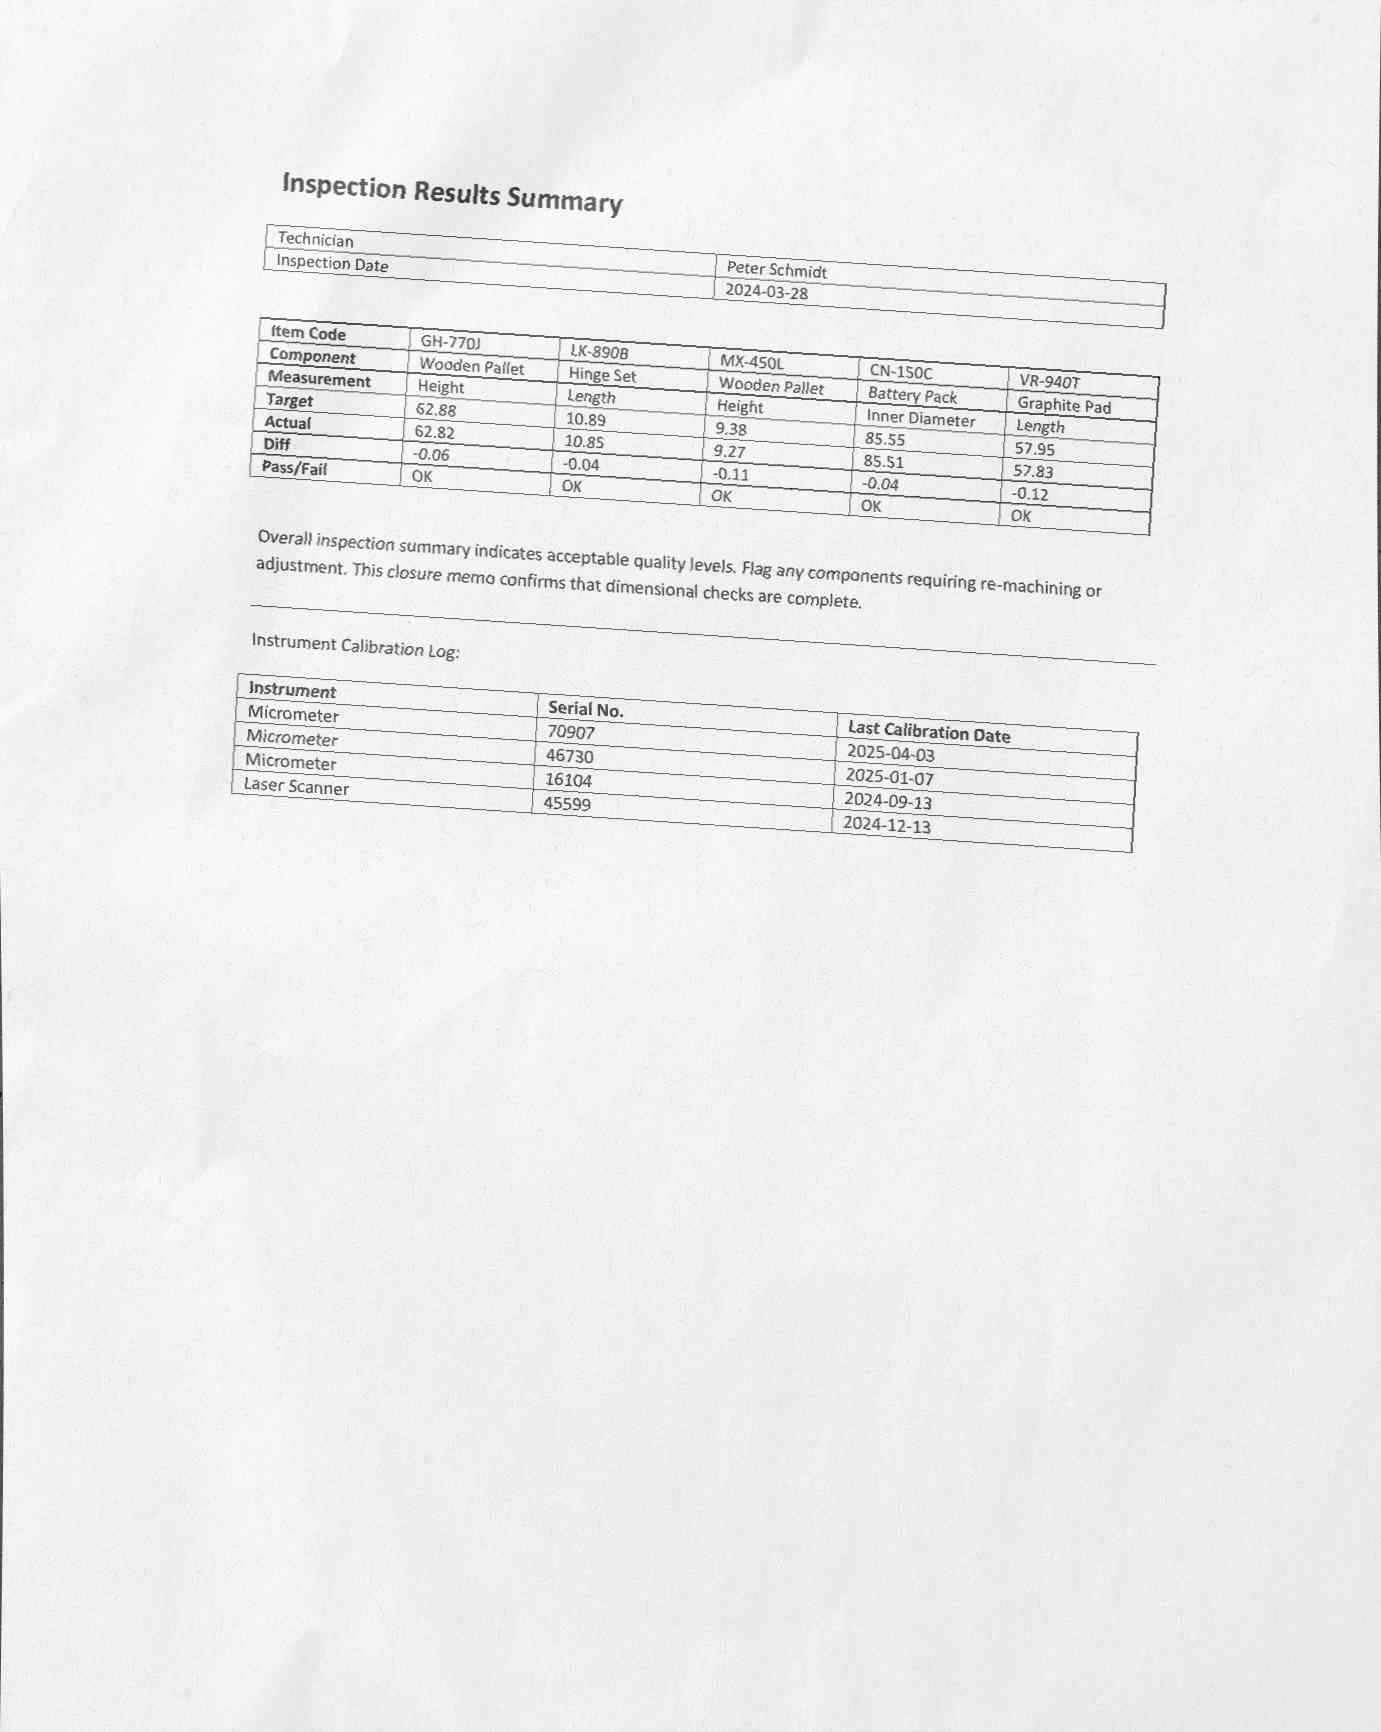 Inspection Results Summary
Technician Peter Schmidt
Inspection Date 2024-03-28
Item Code GH-770J LK-890B MX-450L CN-150C VR-940T
Component Wooden Pallet Hinge Set Wooden Pallet Battery Pack Graphite Pad
Measurement Height Length Height Inner Diameter Length
Target 62.88 10.89 9.38 85.55 57.95
Actual 62.82 10.85 9.27 85.51 57.83
Diff -0.06 -0.04 -0.11 -0.04 -0.12
Pass/Fail OK OK OK OK OK
Overall inspection summary indicates acceptable quality levels. Flag any components requiring re-machining or
adjustment. This closure memo confirms that dimensional checks are complete.
Instrument Calibration Log:
Instrument Serial No. Last Calibration Date
Micrometer 70907 2025-04-03
Micrometer 46730 2025-01-07
Micrometer 16104 2024-09-13
Laser Scanner 45599 2024-12-13